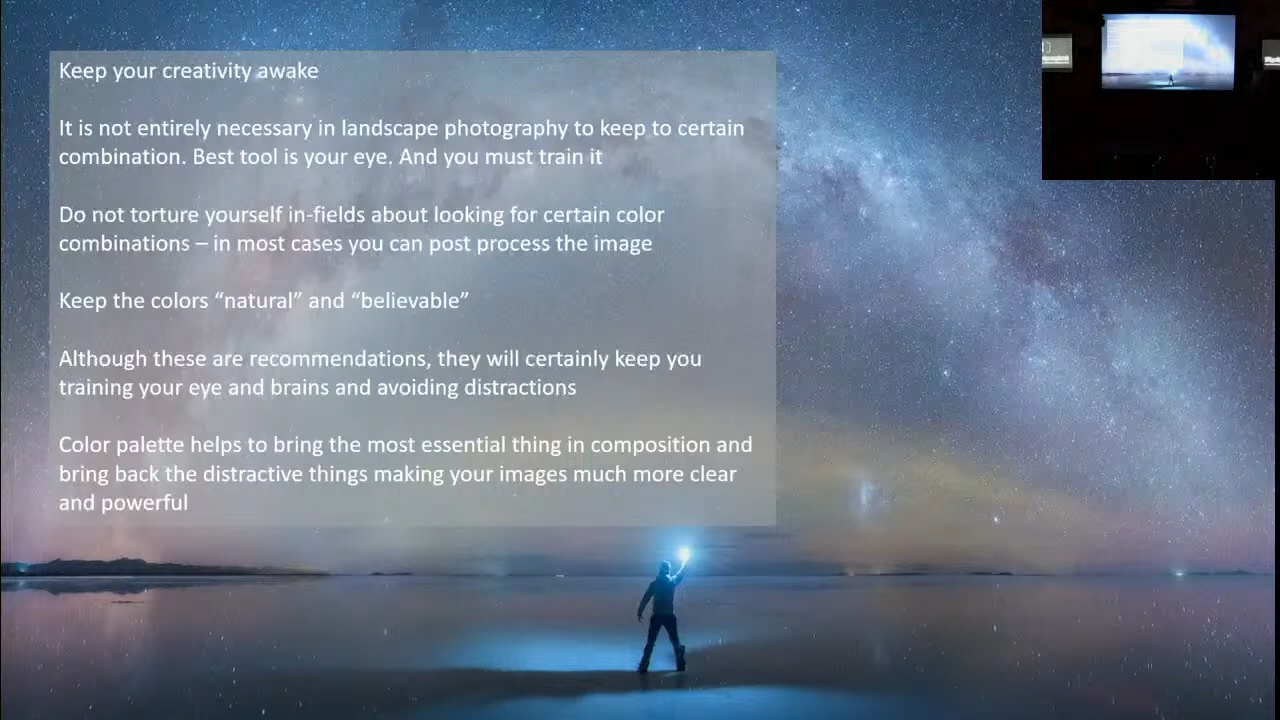 Keep your creativity awake
It is not entirely necessary in landscape photography to keep to certain
combination. Best tool is your eye. And you must train it
Do not torture yourself in-fields about looking for certain color
combinations – in most cases you can post process the image
Keep the colors “natural” and “believable”
Although these are recommendations, they will certainly keep you
training your eye and brains and avoiding distractions
Color palette helps to bring the most essential thing in composition and
bring back the distractive things making your images much more clear
and powerful